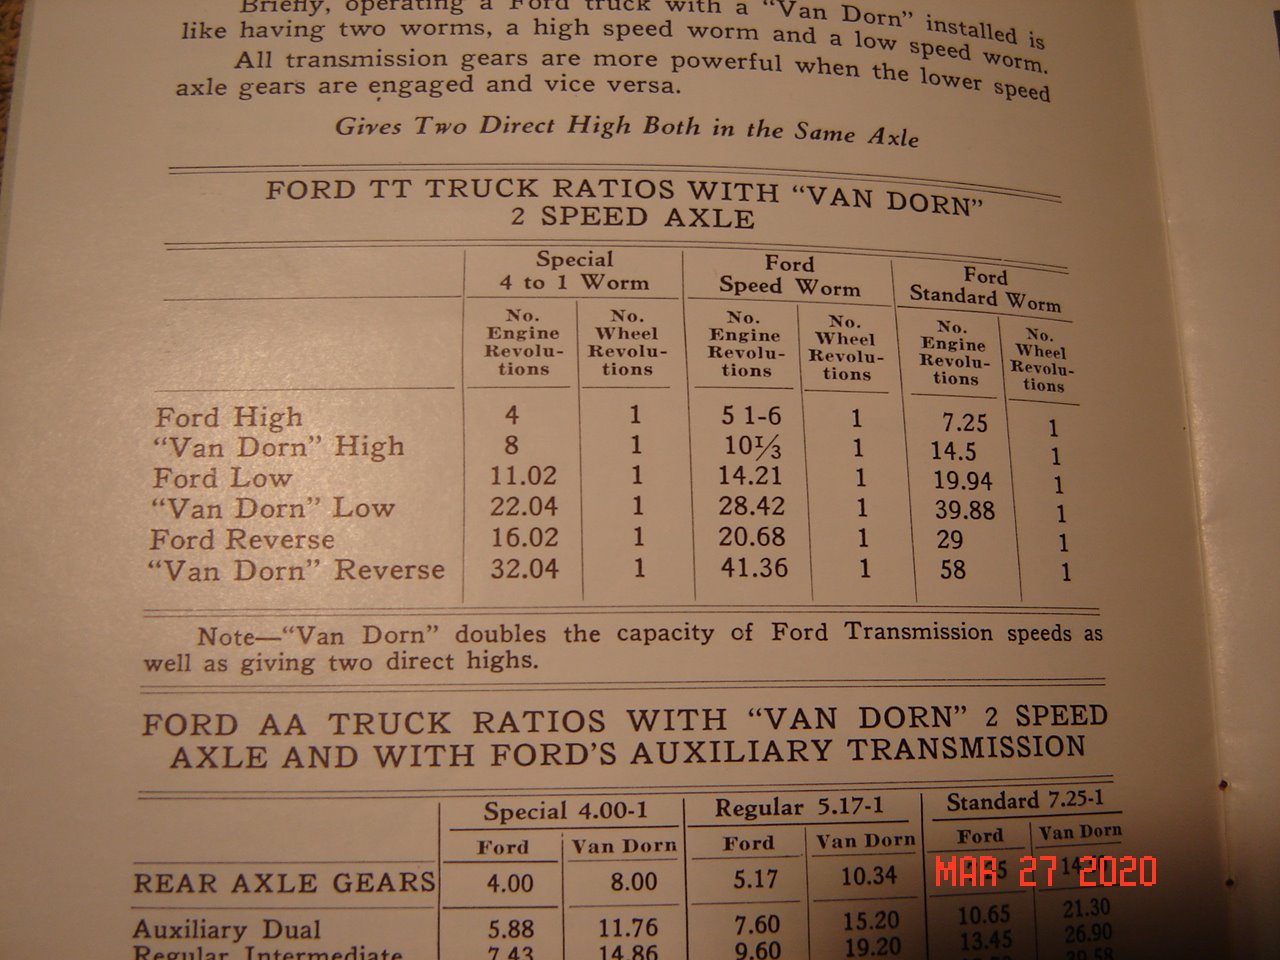 Briefly, operating a Ford truck with a “Van Dorn” installed is
like having two worms, a high speed worm and a low speed worm.
All transmission gears are more powerful when the lower speed
axle gears are engaged and vice versa.
Gives Two Direct High Both in the Same Axle
FORD TT TRUCK RATIOS WITH “VAN DORN”
2 SPEED AXLE
Special Ford Ford
4 to 1 Worm Speed Worm Standard Worm
No. No. No. No. No. No.
Engine Wheel Engine Wheel Engine Wheel
Revolu- Revolu- Revolu- Revolu- Revolu- Revolu-
tions tions tions tions tions tions
Ford High 4 1 5 1-6 1 7.25 1
“Van Dorn” High 8 1 10⅓ 1 14.5 1
Ford Low 11.02 1 14.21 1 19.94 1
“Van Dorn” Low 22.04 1 28.42 1 39.88 1
Ford Reverse 16.02 1 20.68 1 29 1
“Van Dorn” Reverse 32.04 1 41.36 1 58 1
Note—“Van Dorn” doubles the capacity of Ford Transmission speeds as
well as giving two direct highs.
FORD AA TRUCK RATIOS WITH “VAN DORN” 2 SPEED
AXLE AND WITH FORD’S AUXILIARY TRANSMISSION
Special 4.00-1 Regular 5.17-1 Standard 7.25-1
Ford Van Dorn Ford Van Dorn Ford Van Dorn
REAR AXLE GEARS 4.00 8.00 5.17 10.34
MAR 27 2020
Auxiliary Dual 5.88 11.76 7.60 15.20 10.65 21.30
Regular Intermediate 7.43 14.86 9.60 19.20 13.45 26.90